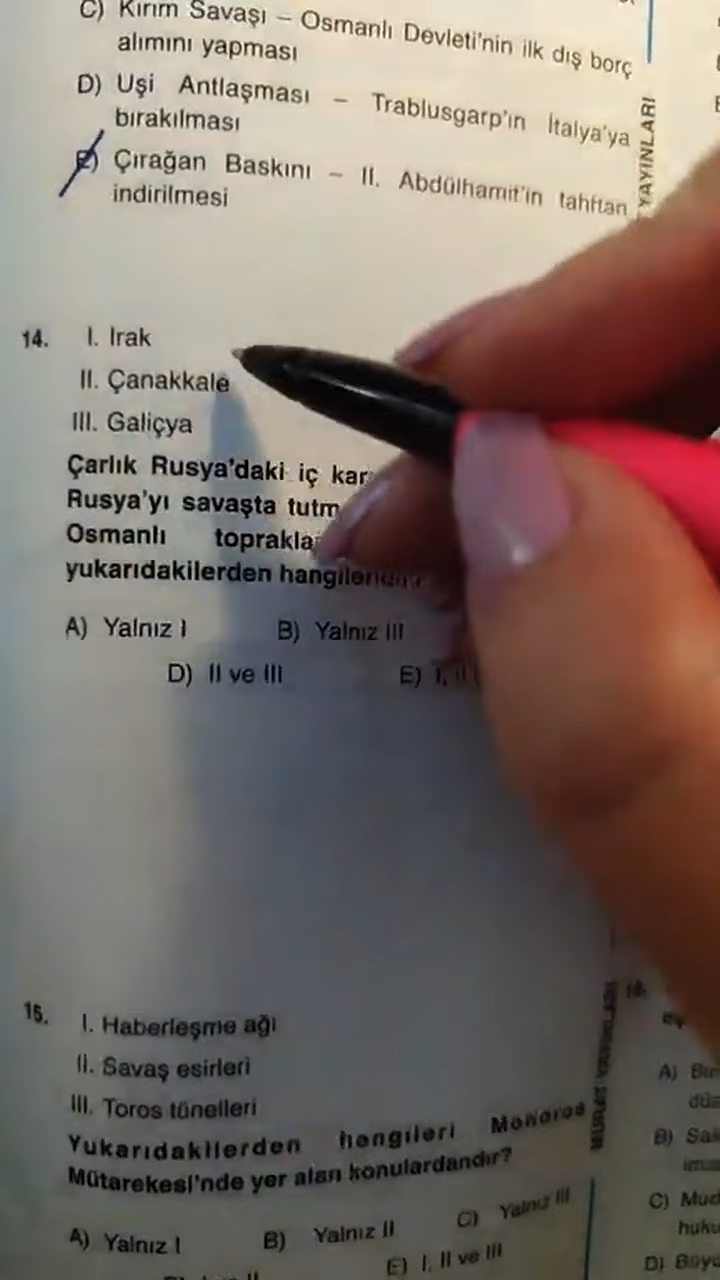 C) Kırım Savaşı – Osmanlı Devleti'nin ilk dış borç
alımını yapması
D) Uşi Antlaşması – Trablusgarp'ın İtalya'ya
bırakılması
E) Çırağan Baskını – II. Abdülhamit'in tahttan
indirilmesi
YAYINLARI
14. I. Irak
II. Çanakkale
III. Galiçya
Çarlık Rusya'daki iç
Rusya'yı savaşta
Osmanlı
yukarıdakilerden
A) Yalnız I B) Yalnız III
D) II ve III E) I,
15. I. Haberleşme ağı
II. Savaş esirleri
III. Toros tünelleri
Yukarıdakilerden hangileri Mondros
Mütarekesi'nde yer alan konulardandır?
A) Yalnız I B) Yalnız II C) Yalnız III
E) I, II ve III
MURAT YAYINLARI
A)
B)
C)
D)